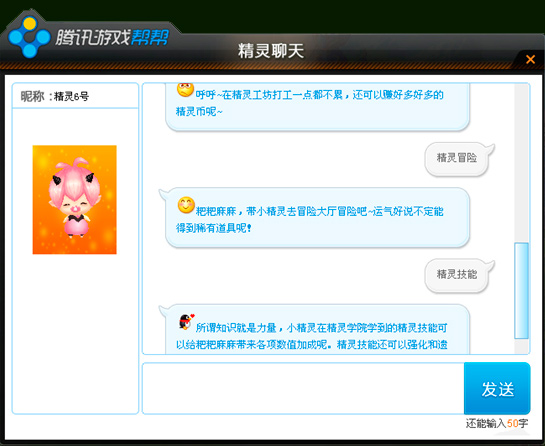 腾讯游戏帮帮
精灵聊天
昵称：精灵6号
呼呼~在精灵工坊打工一点都不累，还可以赚好多好多的
精灵币呢~
精灵冒险
粑粑麻麻，带小精灵去冒险大厅冒险吧~运气好说不定能
得到稀有道具呢！
精灵技能
所谓知识就是力量，小精灵在精灵学院学到的精灵技能可
以给粑粑麻麻带来各项数值加成呢。精灵技能还可以强化和遗
发送
还能输入50字